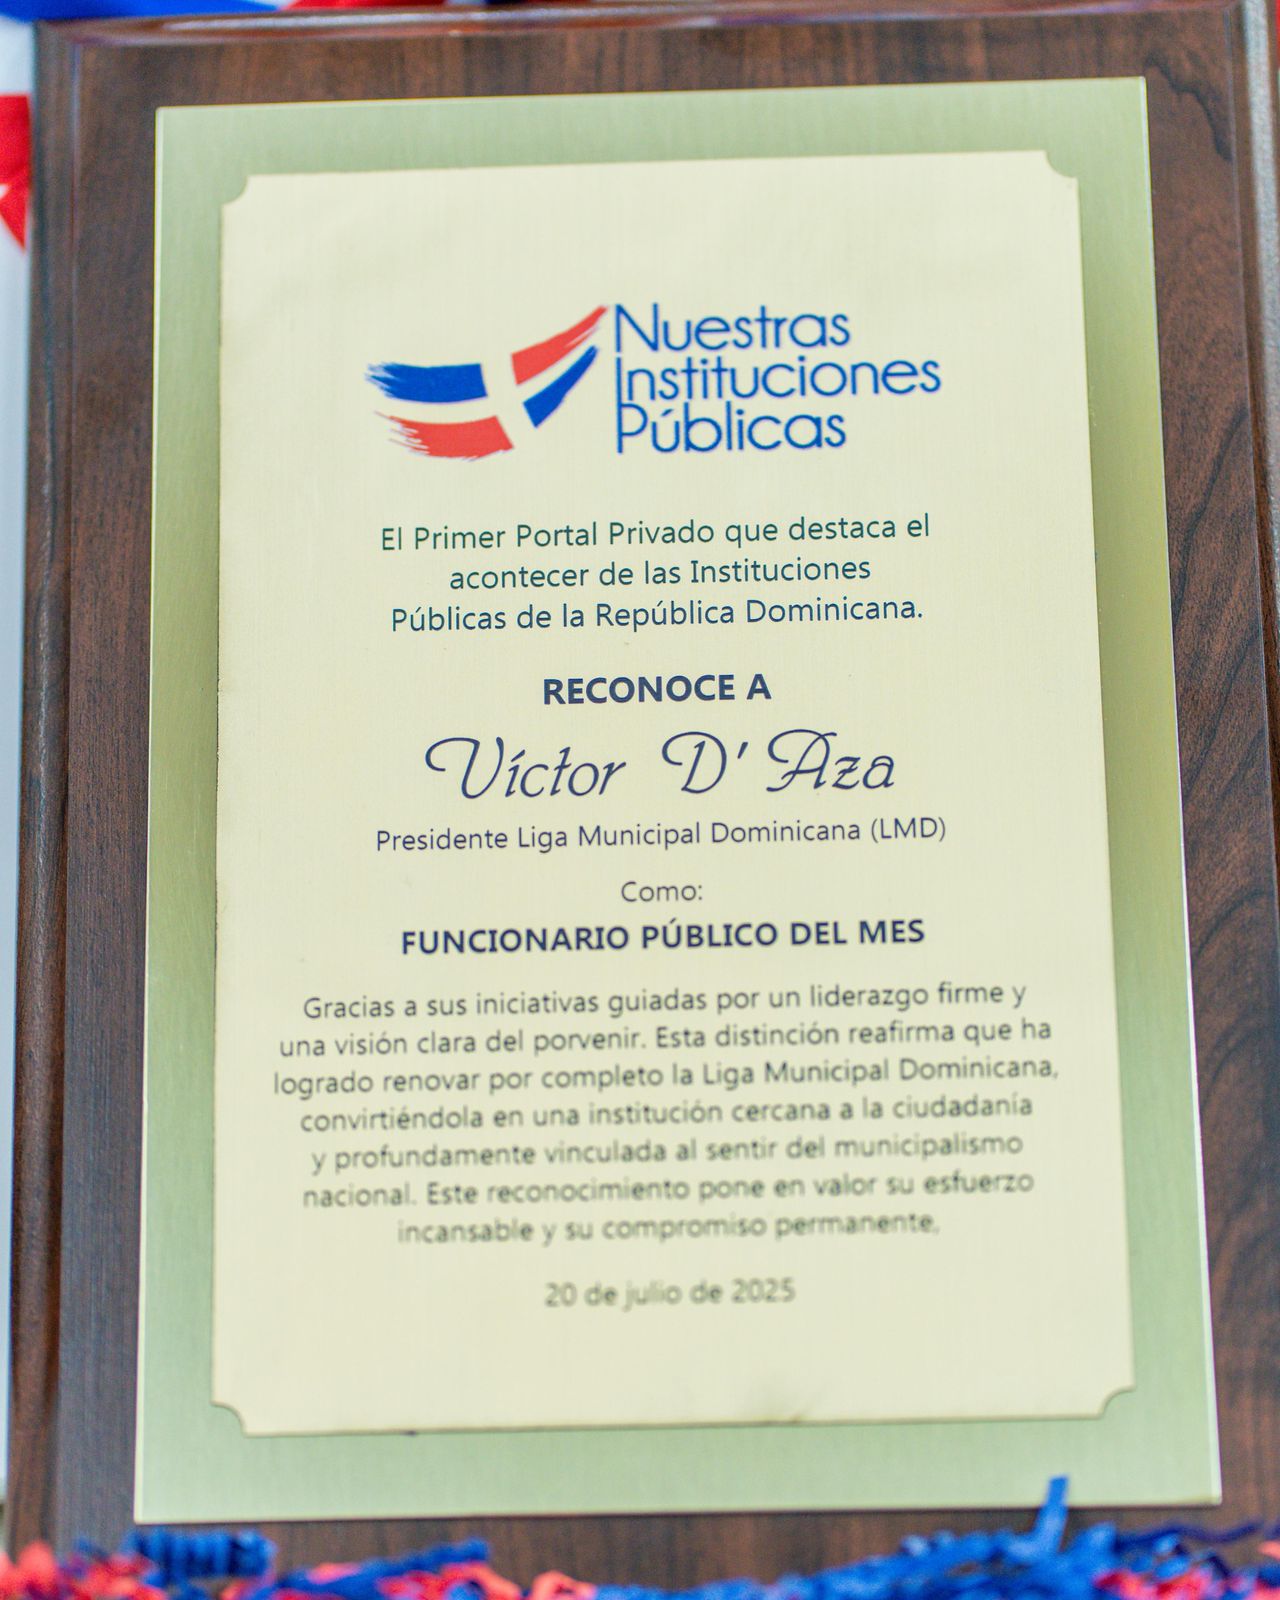 Nuestras
Instituciones
Públicas
El Primer Portal Privado que destaca el
acontecer de las Instituciones
Públicas de la República Dominicana.
RECONOCE A
Víctor D' Aza
Presidente Liga Municipal Dominicana (LMD)
Como:
FUNCIONARIO PÚBLICO DEL MES
Gracias a sus iniciativas guiadas por un liderazgo firme y
una visión clara del porvenir. Esta distinción reafirma que ha
logrado renovar por completo la Liga Municipal Dominicana,
convirtiéndola en una institución cercana a la ciudadanía
y profundamente vinculada al sentir del municipalismo
nacional. Este reconocimiento pone en valor su esfuerzo
incansable y su compromiso permanente.
20 de julio de 2025